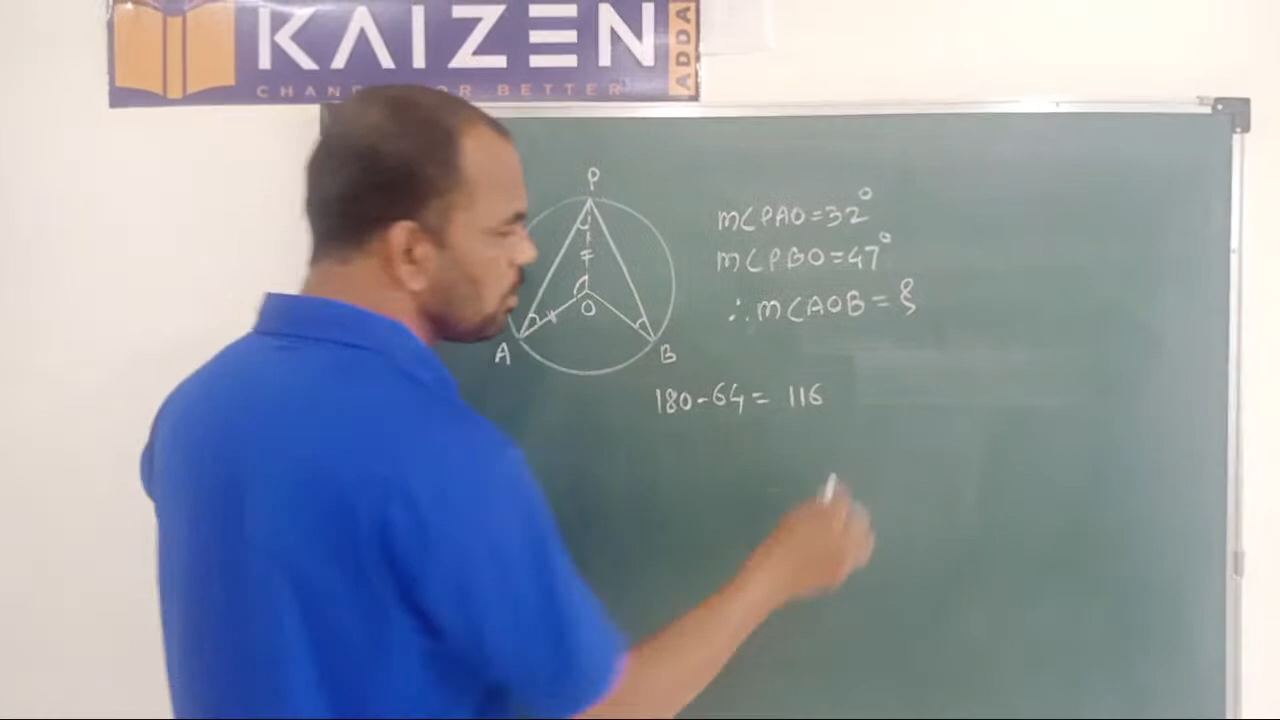 KAIZEN
ADDA
P
O
A
B
m∠PAO=32°
m∠PBO=47°
∴m∠AOB=?
180-64= 116